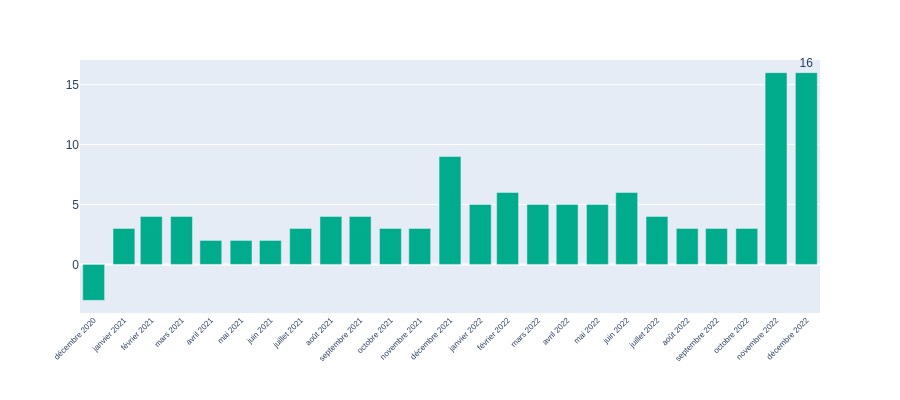 16
15
10
5
0
décembre 2020
janvier 2021
février 2021
mars 2021
avril 2021
mai 2021
juin 2021
juillet 2021
août 2021
septembre 2021
octobre 2021
novembre 2021
décembre 2021
janvier 2022
février 2022
mars 2022
avril 2022
mai 2022
juin 2022
juillet 2022
août 2022
septembre 2022
octobre 2022
novembre 2022
décembre 2022